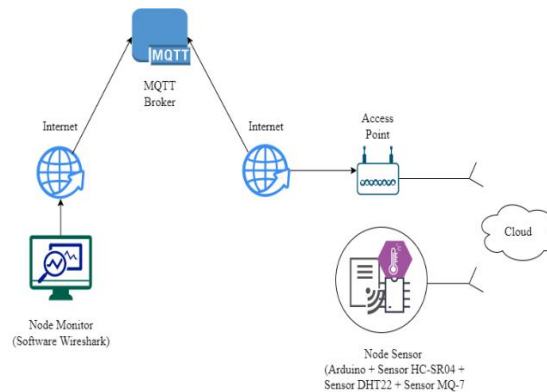 MQTT
MQTT
Broker
Internet
Internet
Access
Point
Cloud
Node Monitor
(Software Wireshark)
Node Sensor
(Arduino + Sensor HC-SR04 +
Sensor DHT22 + Sensor MQ-7